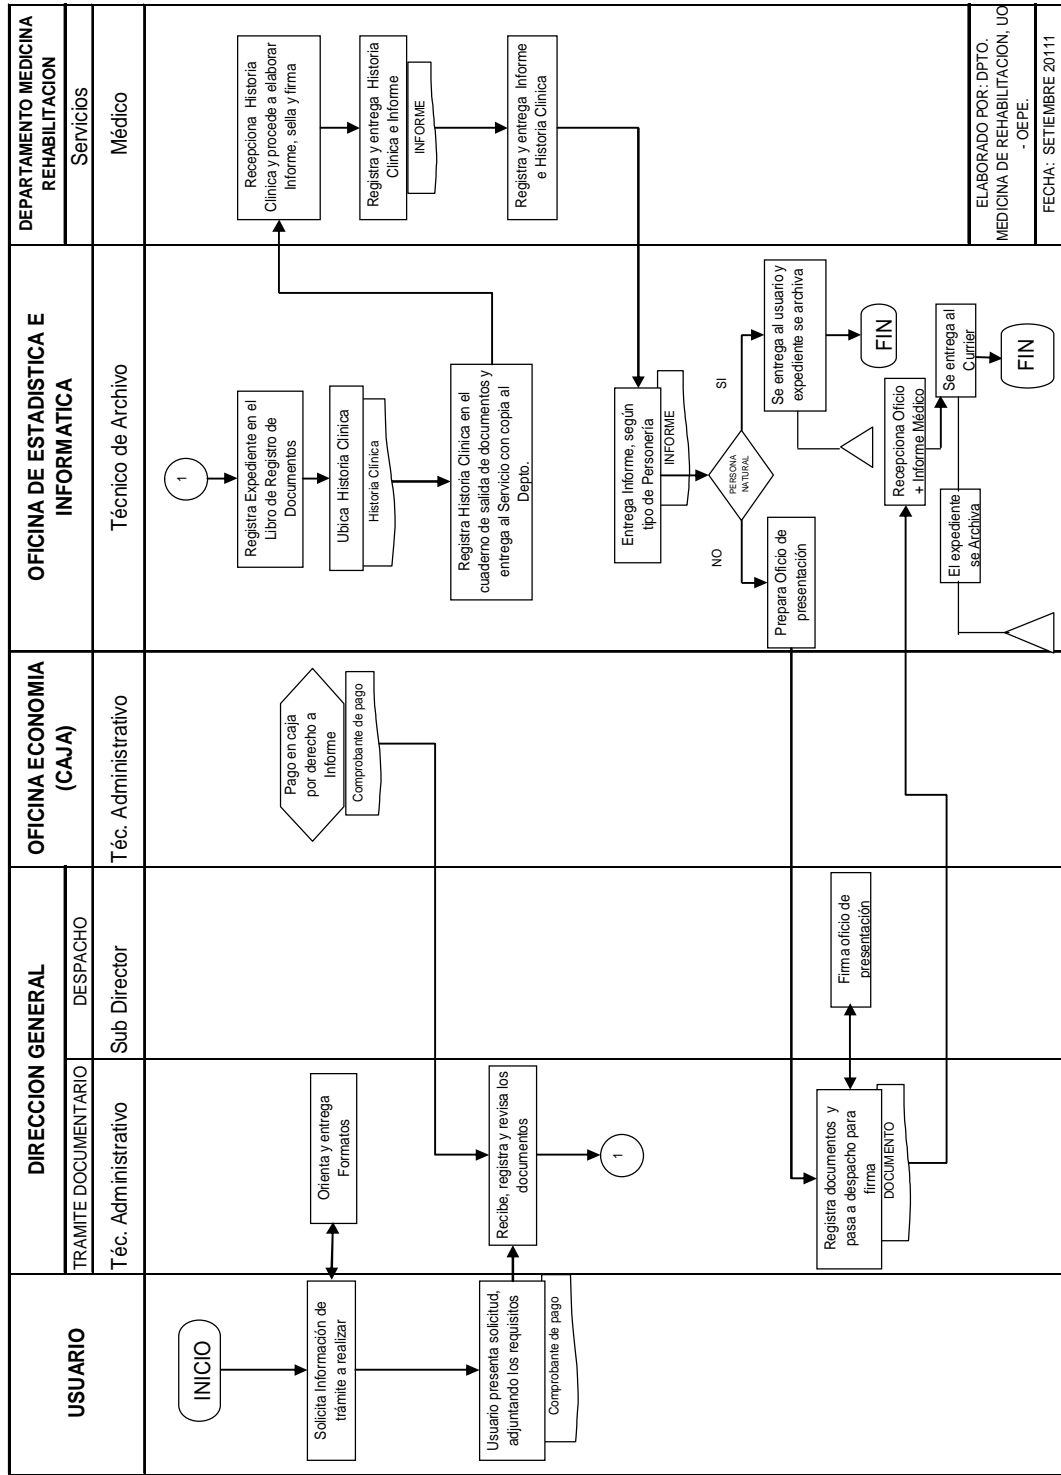 USUARIO
DIRECCION GENERAL
TRAMITE DOCUMENTARIO
DESPACHO
Téc. Administrativo
Sub Director
OFICINA ECONOMIA
(CAJA)
Téc. Administrativo
OFICINA DE ESTADISTICA E
INFORMATICA
Técnico de Archivo
DEPARTAMENTO MEDICINA
REHABILITACION
Servicios
Médico
INICIO
Solicita Información de
trámite a realizar
Orienta y entrega
Formatos
Usuario presenta solicitud,
adjuntando los requisitos
Comprobante de pago
Recibe, registra y revisa los
documentos
1
Pago en caja
por derecho a
Informe
Comprobante de pago
1
Registra Expediente en el
Libro de Registro de
Documentos
Ubica Historia Clinica
Historia Clinica
Registra Historia Clinica en el
cuaderno de salida de documentos y
entrega al Servicio con copia al
Depto.
Recepciona Historia
Clinica y procede a elaborar
Informe, sella y firma
Registra y entrega Historia
Clinica e Informe
INFORME
Registra y entrega Informe
e Historia Clinica
Entrega Informe, según
tipo de Personería
INFORME
PERSONA
NATURAL
SI
NO
Se entrega al usuario y
expediente se archiva
FIN
Prepara Oficio de
presentación
Registra documentos y
pasa a despacho para
firma
DOCUMENTO
Firma oficio de
presentación
Recepciona Oficio
+ Informe Médico
Se entrega al
Currier
El expediente
se Archiva
FIN
ELABORADO POR: DPTO.
MEDICINA DE REHABILITACION, UO
- OEPE.
FECHA: SETIEMBRE 20111